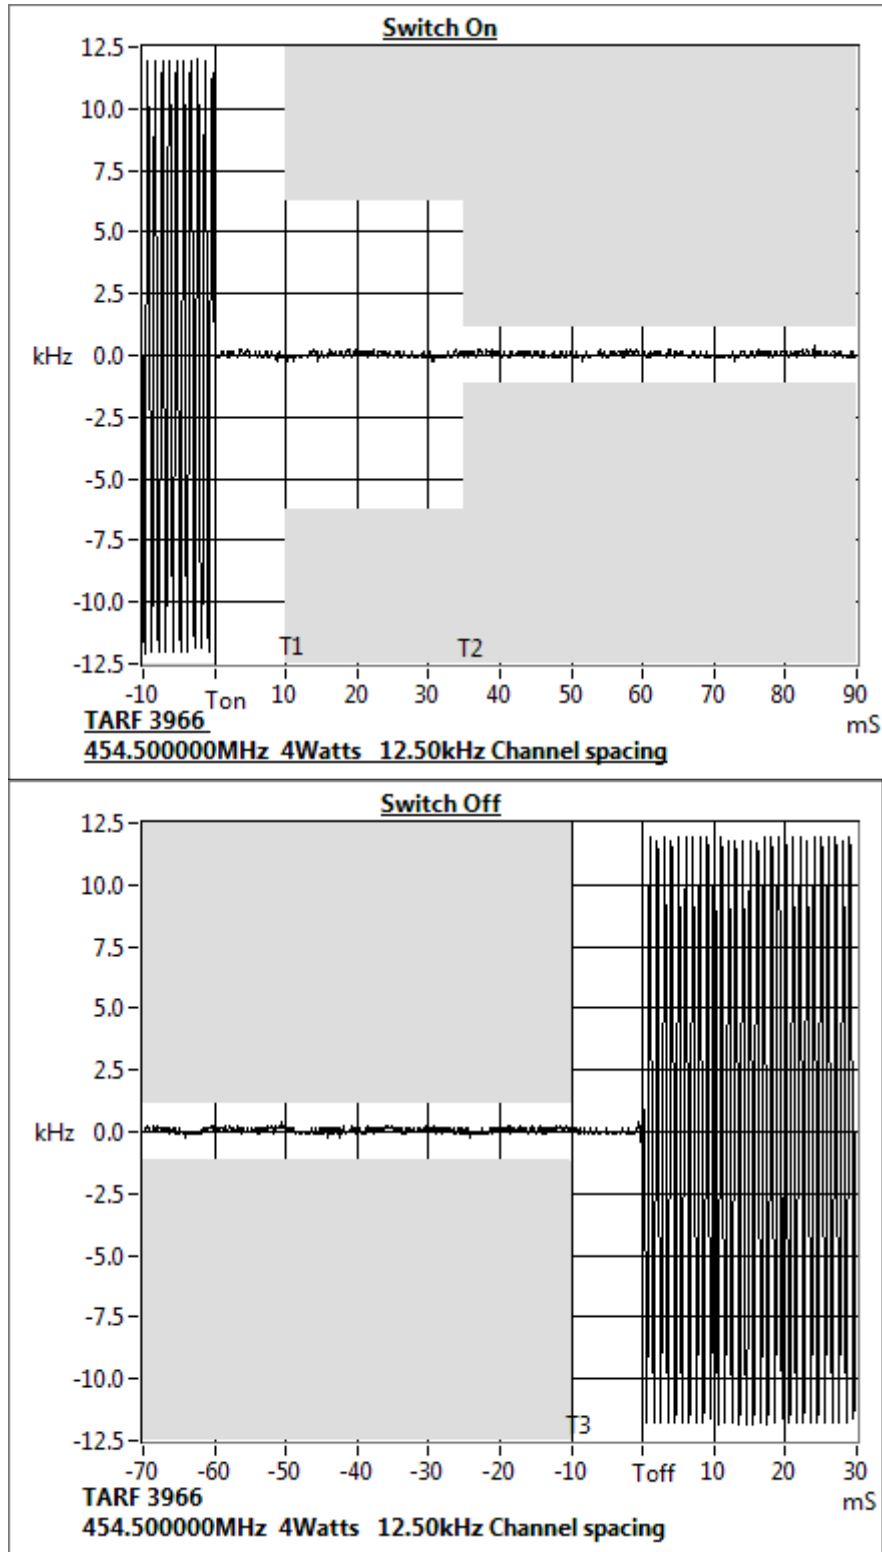 Switch On
12.5
10.0
7.5
5.0
2.5
kHz 0.0
-2.5
-5.0
-7.5
-10.0
-12.5
T1 T2
-10 Ton 10 20 30 40 50 60 70 80 90
mS
TARF 3966
454.500000MHz 4Watts 12.50kHz Channel spacing
Switch Off
12.5
10.0
7.5
5.0
2.5
kHz 0.0
-2.5
-5.0
-7.5
-10.0
-12.5
T3
-70 -60 -50 -40 -30 -20 -10 Toff 10 20 30
mS
TARF 3966
454.500000MHz 4Watts 12.50kHz Channel spacing